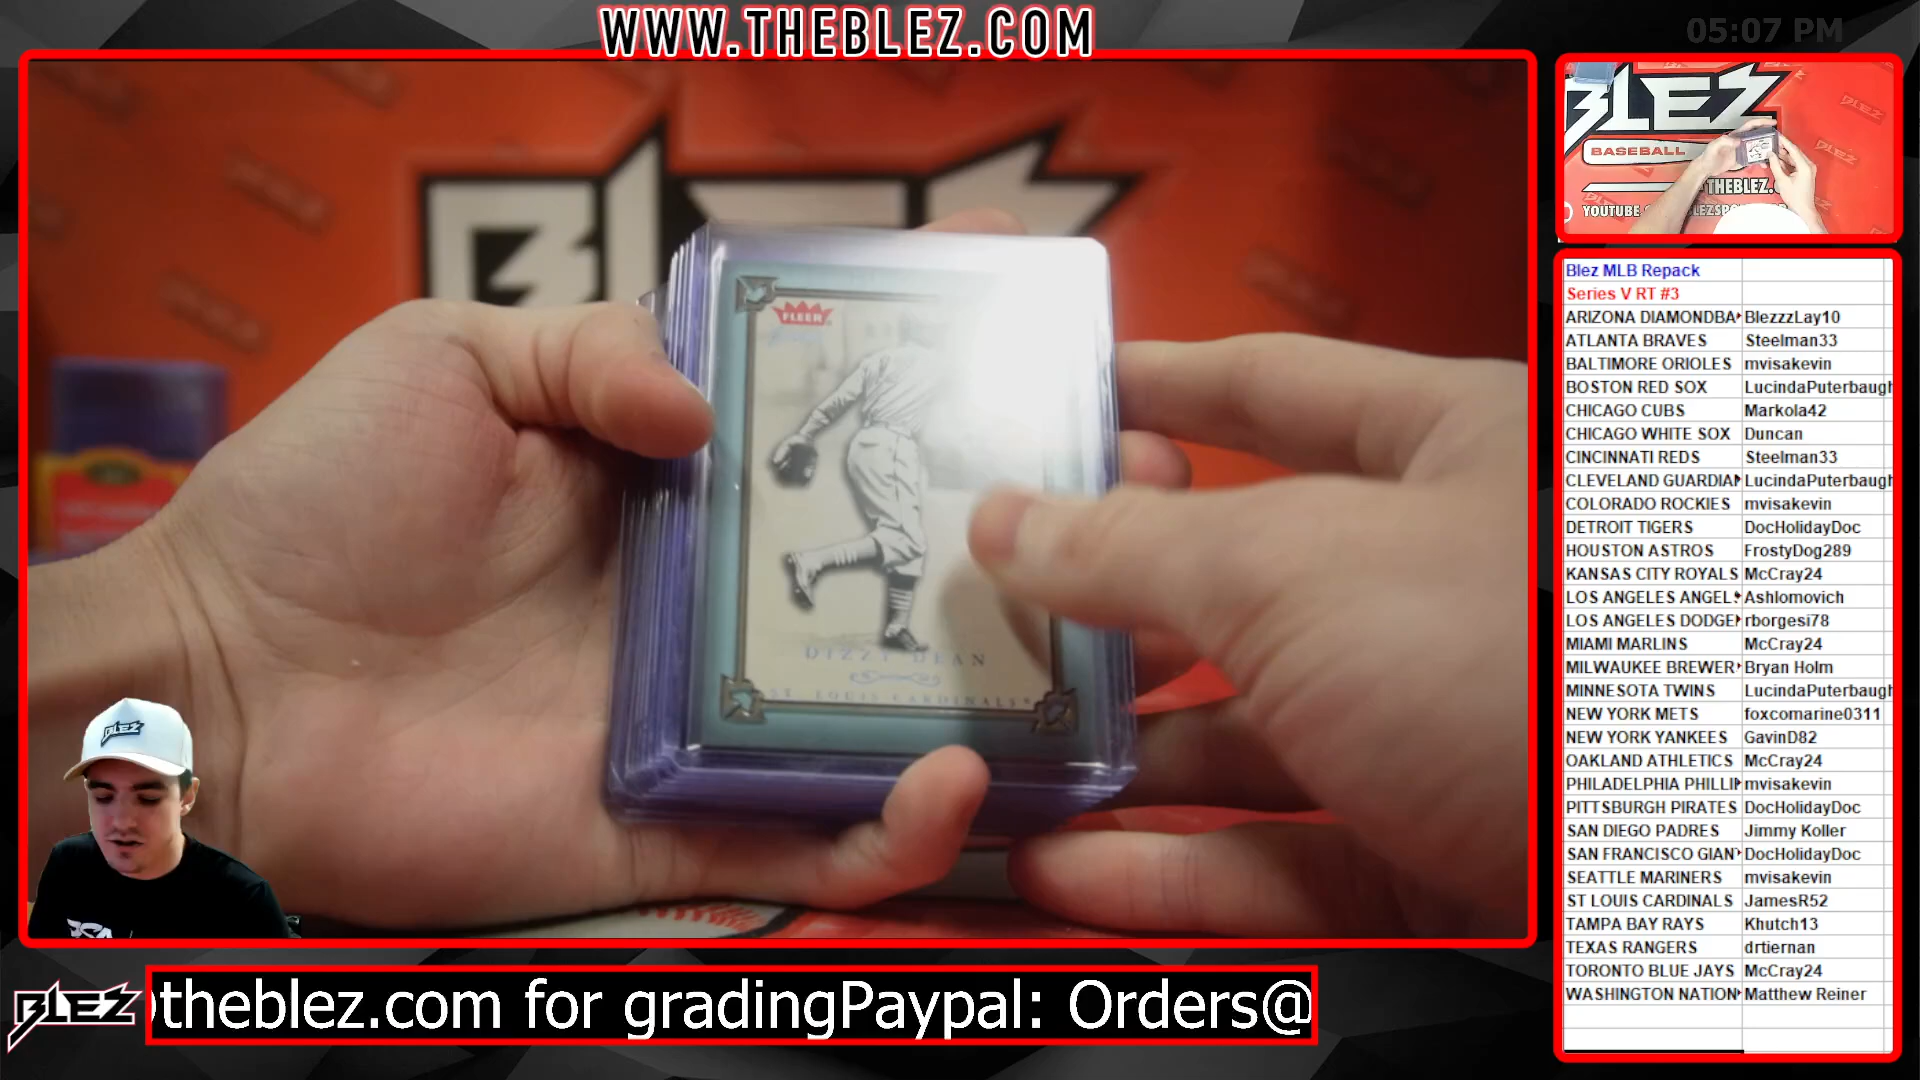 WWW.THEBLEZ.COM
05:07 PM
BLEZ
FLEER
DIZZY DEAN
ST. LOUIS CARDINALS
BLEZ
BLEZ
BASEBALL
THEBLEZ.C
YOUTUBE
Blez MLB Repack
Series V RT #3
ARIZONA DIAMONDBA BlezzzLay10
ATLANTA BRAVES Steelman33
BALTIMORE ORIOLES mvisakevin
BOSTON RED SOX LucindaPuterbaugh
CHICAGO CUBS Markola42
CHICAGO WHITE SOX Duncan
CINCINNATI REDS Steelman33
CLEVELAND GUARDIAN LucindaPuterbaugh
COLORADO ROCKIES mvisakevin
DETROIT TIGERS DocHolidayDoc
HOUSTON ASTROS FrostyDog289
KANSAS CITY ROYALS McCray24
LOS ANGELES ANGELS Ashlomovich
LOS ANGELES DODGE rborgesi78
MIAMI MARLINS McCray24
MILWAUKEE BREWER Bryan Holm
MINNESOTA TWINS LucindaPuterbaugh
NEW YORK METS foxcomarine0311
NEW YORK YANKEES GavinD82
OAKLAND ATHLETICS McCray24
PHILADELPHIA PHILLI mvisakevin
PITTSBURGH PIRATES DocHolidayDoc
SAN DIEGO PADRES Jimmy Koller
SAN FRANCISCO GIAN DocHolidayDoc
SEATTLE MARINERS mvisakevin
ST LOUIS CARDINALS JamesR52
TAMPA BAY RAYS Khutch13
TEXAS RANGERS drtiernan
TORONTO BLUE JAYS McCray24
WASHINGTON NATION Matthew Reiner
BLEZ
BLEZ
theblez.com for gradingPaypal: Orders@